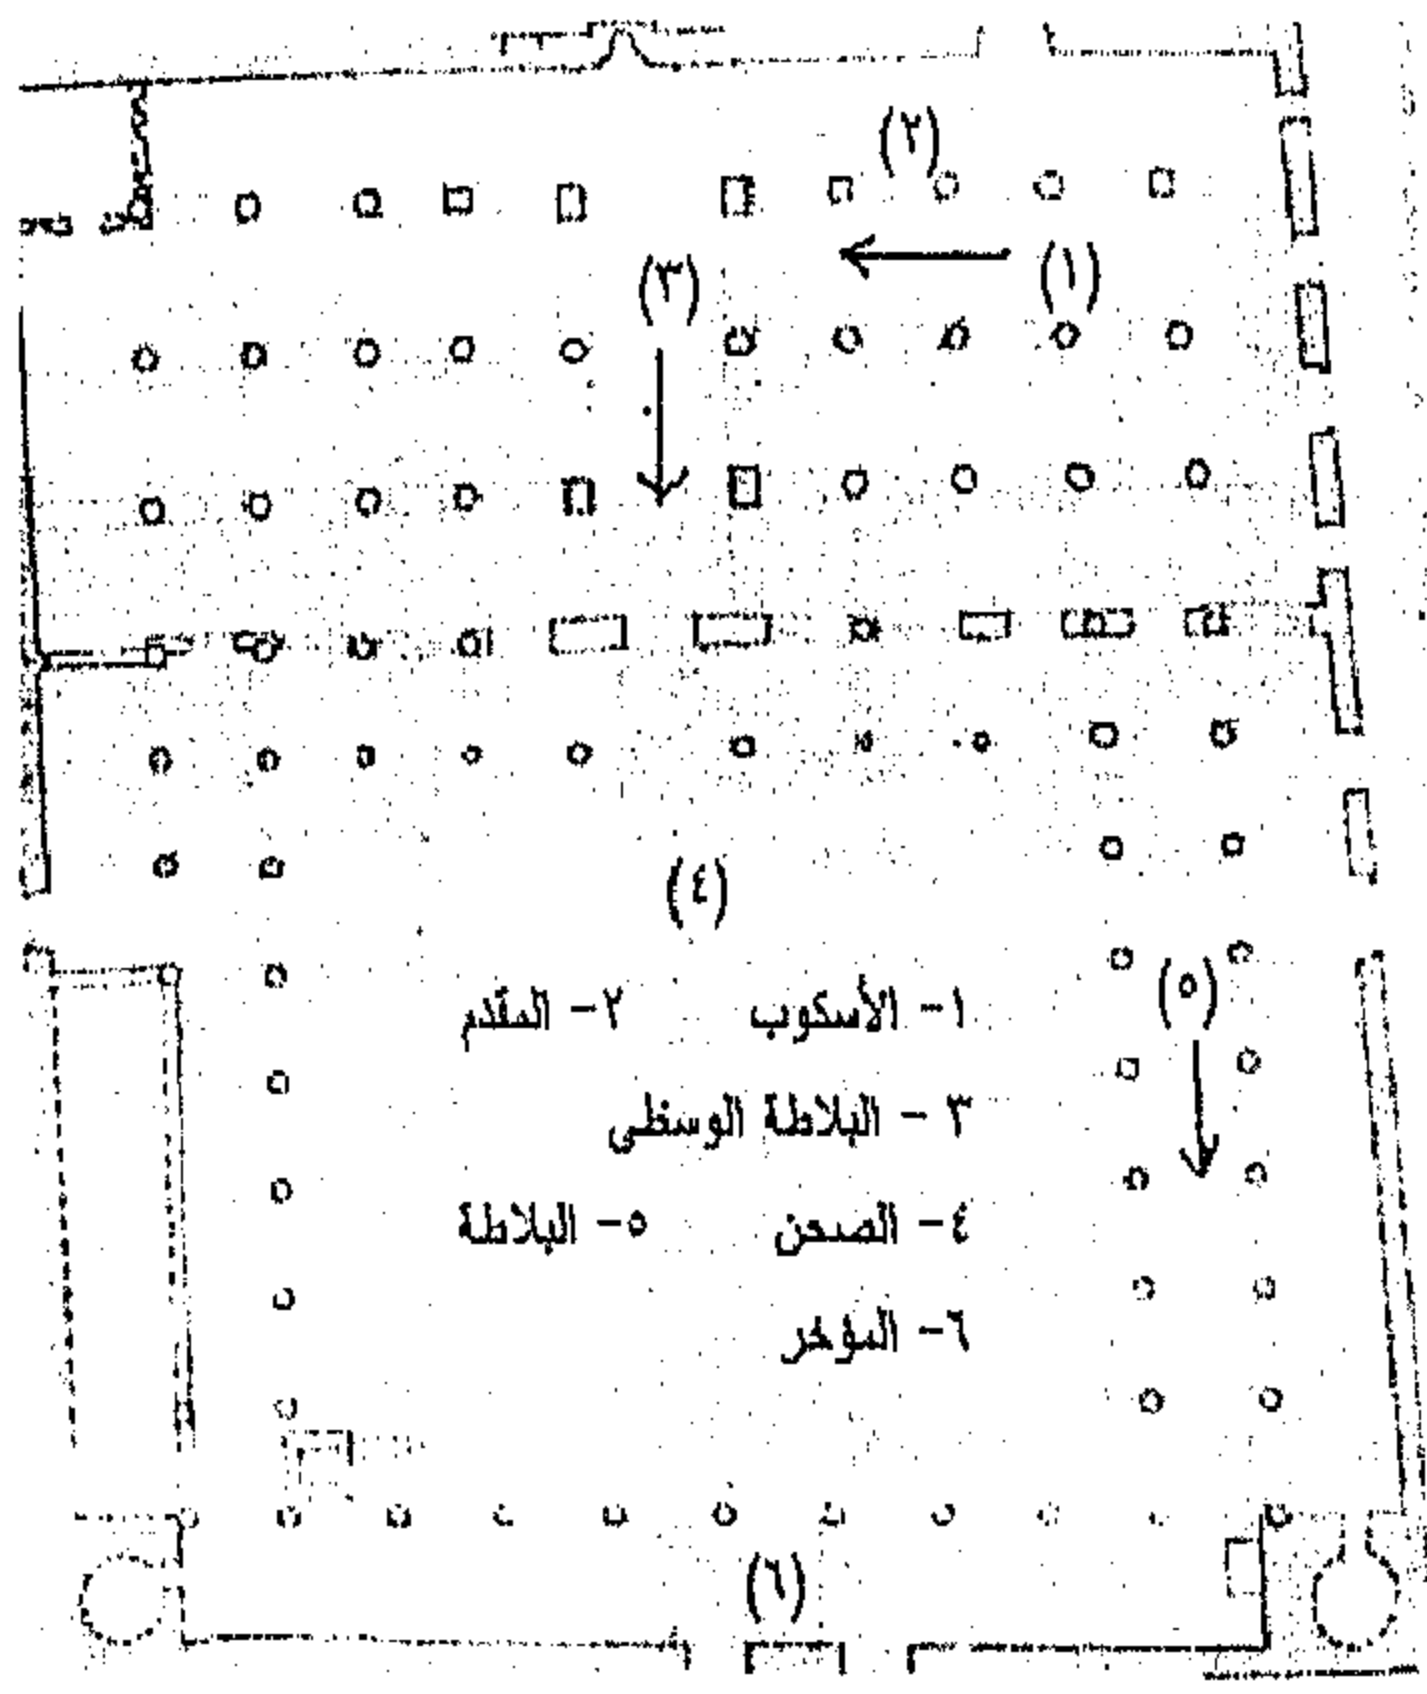 (٢)
(١)
(٣)
(٤)
(٥)
١- الأسكوب ٢- المقدم
٣ - البلاطة الوسطى
٤- الصحن ٥- البلاطة
٦- المؤخر
(٦)